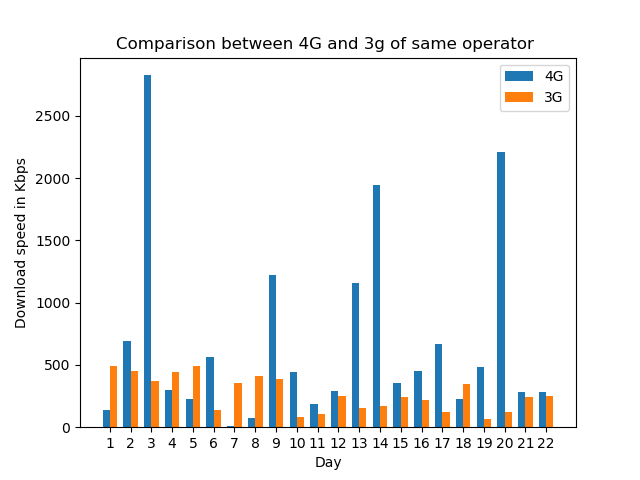 Comparison between 4G and 3g of same operator
4G
3G
2500
2000
1500
1000
500
0
Download speed in Kbps
1 2 3 4 5 6 7 8 9 10 11 12 13 14 15 16 17 18 19 20 21 22
Day